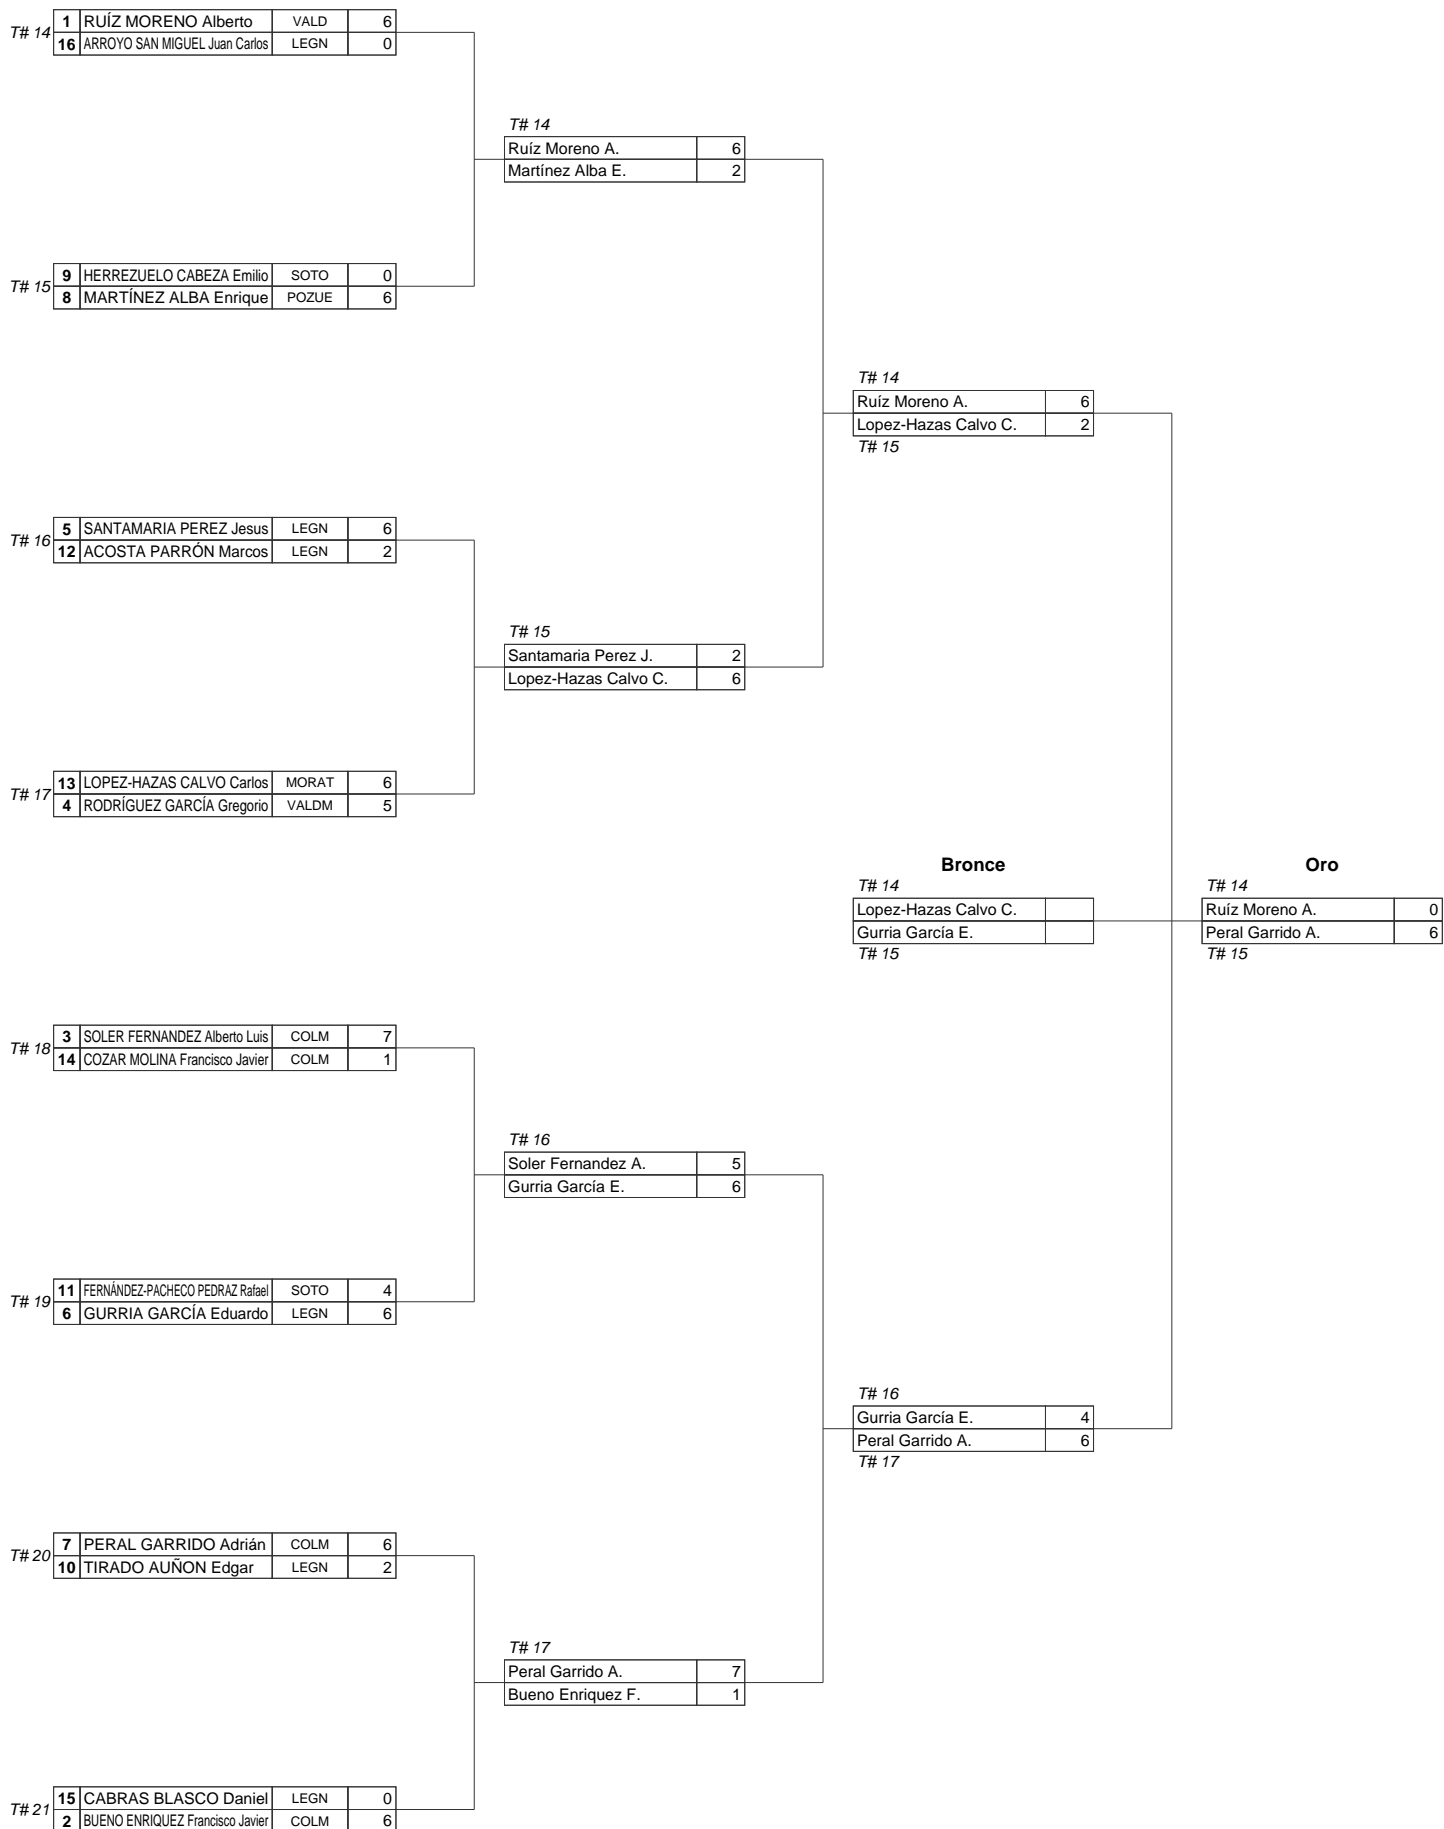 T# 14
1 RUÍZ MORENO Alberto VALD 6
16 ARROYO SAN MIGUEL Juan Carlos LEGN 0
T# 14
Ruíz Moreno A. 6
Martínez Alba E. 2
T# 15
9 HERREZUELO CABEZA Emilio SOTO 0
8 MARTÍNEZ ALBA Enrique POZUE 6
T# 14
Ruíz Moreno A. 6
Lopez-Hazas Calvo C. 2
T# 15
T# 16
5 SANTAMARIA PEREZ Jesus LEGN 6
12 ACOSTA PARRÓN Marcos LEGN 2
T# 15
Santamaria Perez J. 2
Lopez-Hazas Calvo C. 6
T# 17
13 LOPEZ-HAZAS CALVO Carlos MORAT 6
4 RODRÍGUEZ GARCÍA Gregorio VALDM 5
Bronce
T# 14
Lopez-Hazas Calvo C.
Gurria García E.
T# 15
Oro
T# 14
Ruíz Moreno A. 0
Peral Garrido A. 6
T# 15
T# 18
3 SOLER FERNANDEZ Alberto Luis COLM 7
14 COZAR MOLINA Francisco Javier COLM 1
T# 16
Soler Fernandez A. 5
Gurria García E. 6
T# 19
11 FERNÁNDEZ-PACHECO PEDRAZ Rafael SOTO 4
6 GURRIA GARCÍA Eduardo LEGN 6
T# 16
Gurria García E. 4
Peral Garrido A. 6
T# 17
T# 20
7 PERAL GARRIDO Adrián COLM 6
10 TIRADO AUÑON Edgar LEGN 2
T# 17
Peral Garrido A. 7
Bueno Enriquez F. 1
T# 21
15 CABRAS BLASCO Daniel LEGN 0
2 BUENO ENRIQUEZ Francisco Javier COLM 6